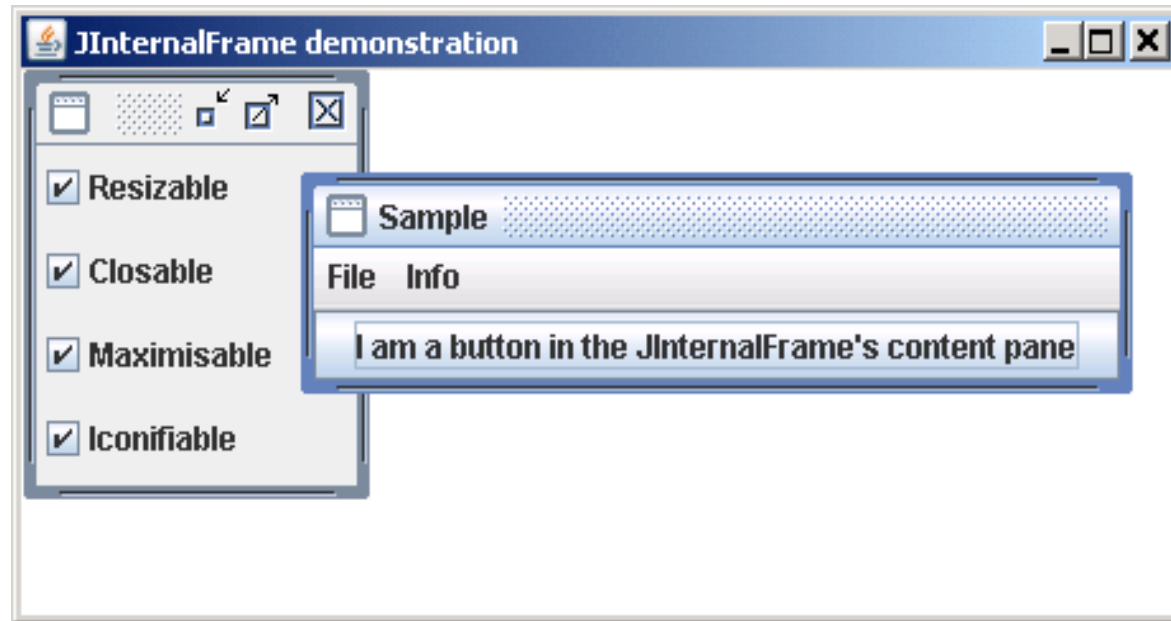 JInternalFrame demonstration
Resizable
Closable
Maximisable
Iconifiable
Sample
File Info
I am a button in the JInternalFrame's content pane